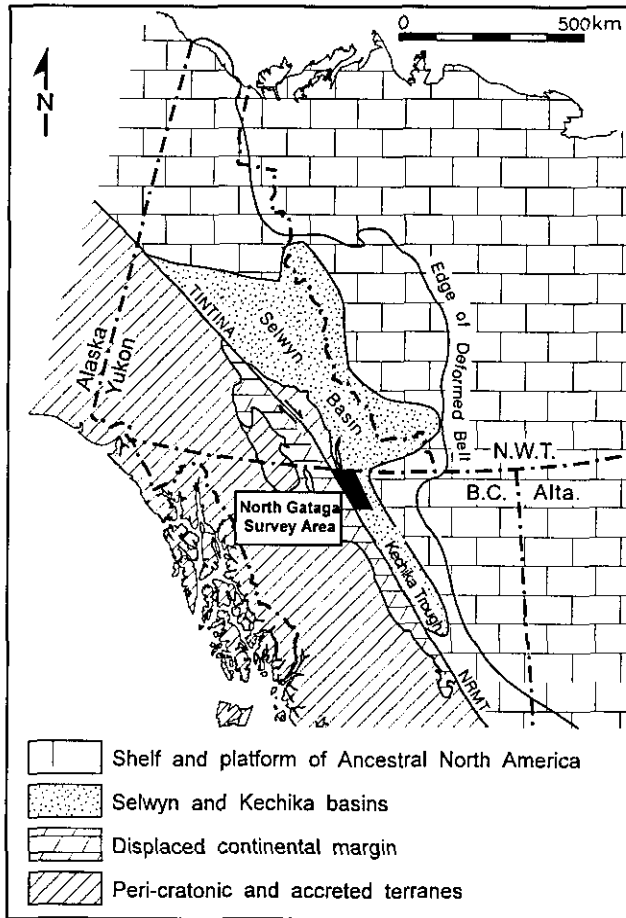 0 500km
N
Alaska
Yukon
TINTINA
Selwyn
Basin
Edge of Deformed Belt
N.W.T.
B.C. Alta.
North Gataga
Survey Area
Kechika Trough
NRMT
Shelf and platform of Ancestral North America
Selwyn and Kechika basins
Displaced continental margin
Peri-cratonic and accreted terranes